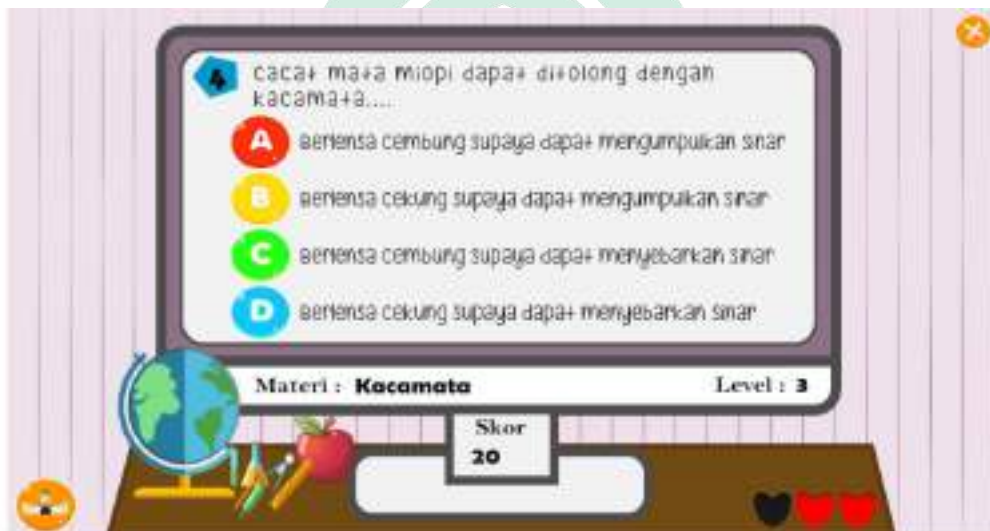 4
Cacat mata miopi dapat ditolong dengan
kacamata....
A Berlensa cembung supaya dapat mengumpulkan sinar
B Berlensa cekung supaya dapat mengumpulkan sinar
C Berlensa cembung supaya dapat menyebarkan sinar
D Berlensa cekung supaya dapat menyebarkan sinar
Materi : Kacamata
Level : 3
Skor
20